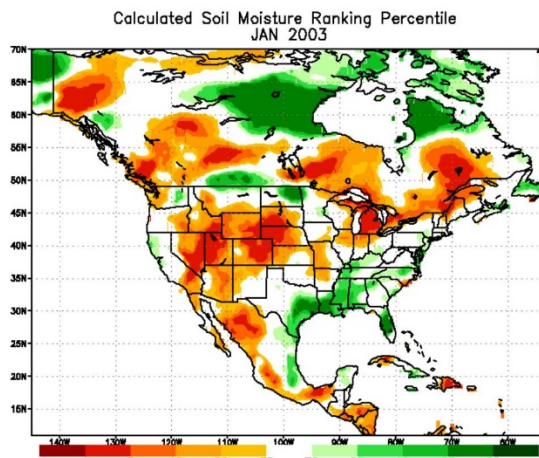 Calculated Soil Moisture Ranking Percentile
JAN 2003
70N
65N
60N
55N
50N
45N
40N
35N
30N
25N
20N
15N
140W 130W 120W 110W 100W 90W 80W 70W 60W